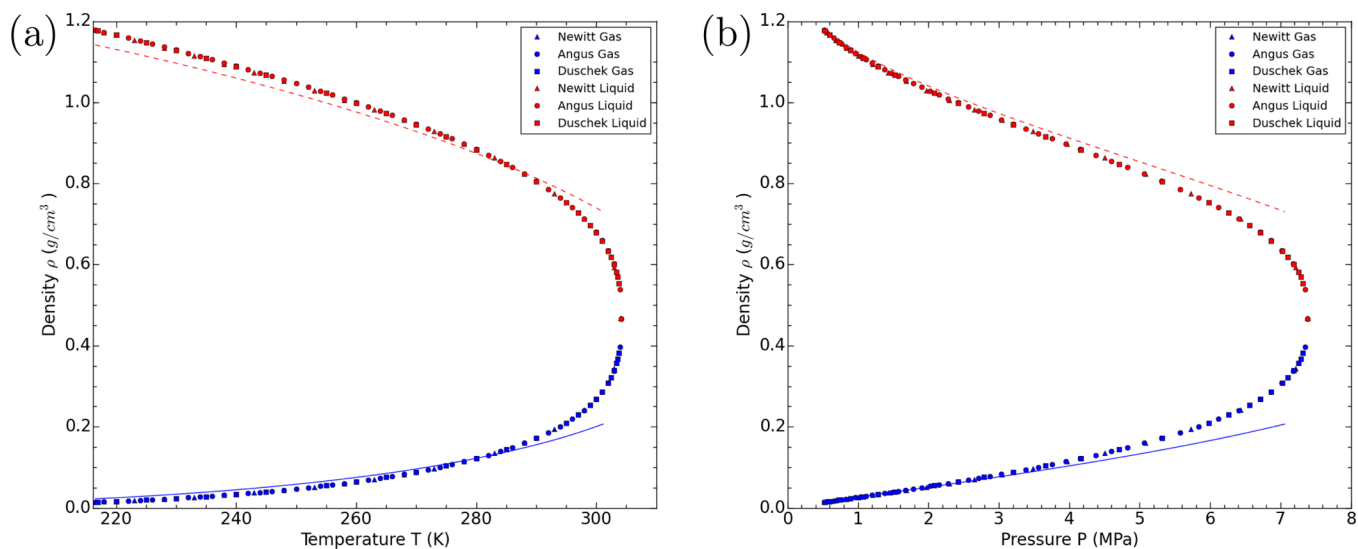 (a)
1.2
1.0
0.8
0.6
0.4
0.2
0.0
Density ρ (g/cm³)
220 240 260 280 300
Temperature T (K)
Newitt Gas
Angus Gas
Duschek Gas
Newitt Liquid
Angus Liquid
Duschek Liquid
(b)
1.2
1.0
0.8
0.6
0.4
0.2
0.0
Density ρ (g/cm³)
0 1 2 3 4 5 6 7 8
Pressure P (MPa)
Newitt Gas
Angus Gas
Duschek Gas
Newitt Liquid
Angus Liquid
Duschek Liquid